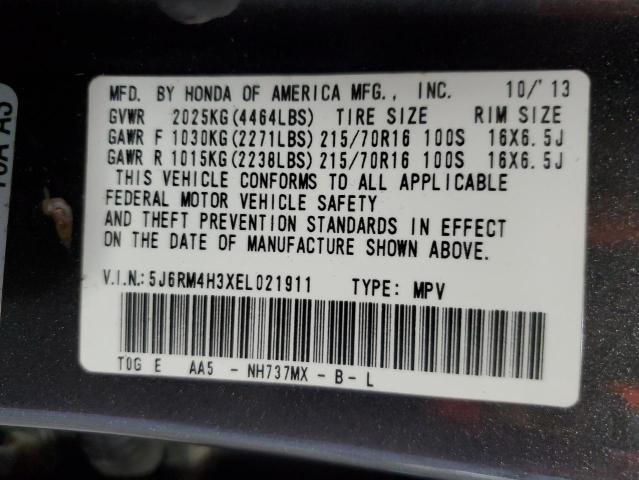 MFD. BY HONDA OF AMERICA MFG., INC. 10/'13
GVWR 2025KG(4464LBS) TIRE SIZE RIM SIZE
GAWR F 1030KG(2271LBS) 215/70R16 100S 16X6.5J
GAWR R 1015KG(2238LBS) 215/70R16 100S 16X6.5J
THIS VEHICLE CONFORMS TO ALL APPLICABLE
FEDERAL MOTOR VEHICLE SAFETY
AND THEFT PREVENTION STANDARDS IN EFFECT
ON THE DATE OF MANUFACTURE SHOWN ABOVE.
V.I.N.: 5J6RM4H3XEL021911 TYPE: MPV
T0G E AA5 - NH737MX - B - L